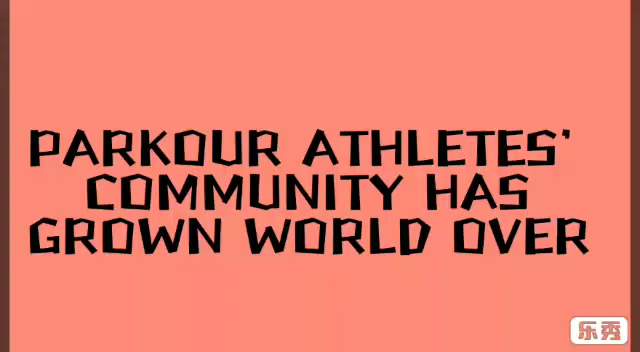 PARKOUR ATHLETES'
COMMUNITY HAS
GROWN WORLD OVER
乐秀